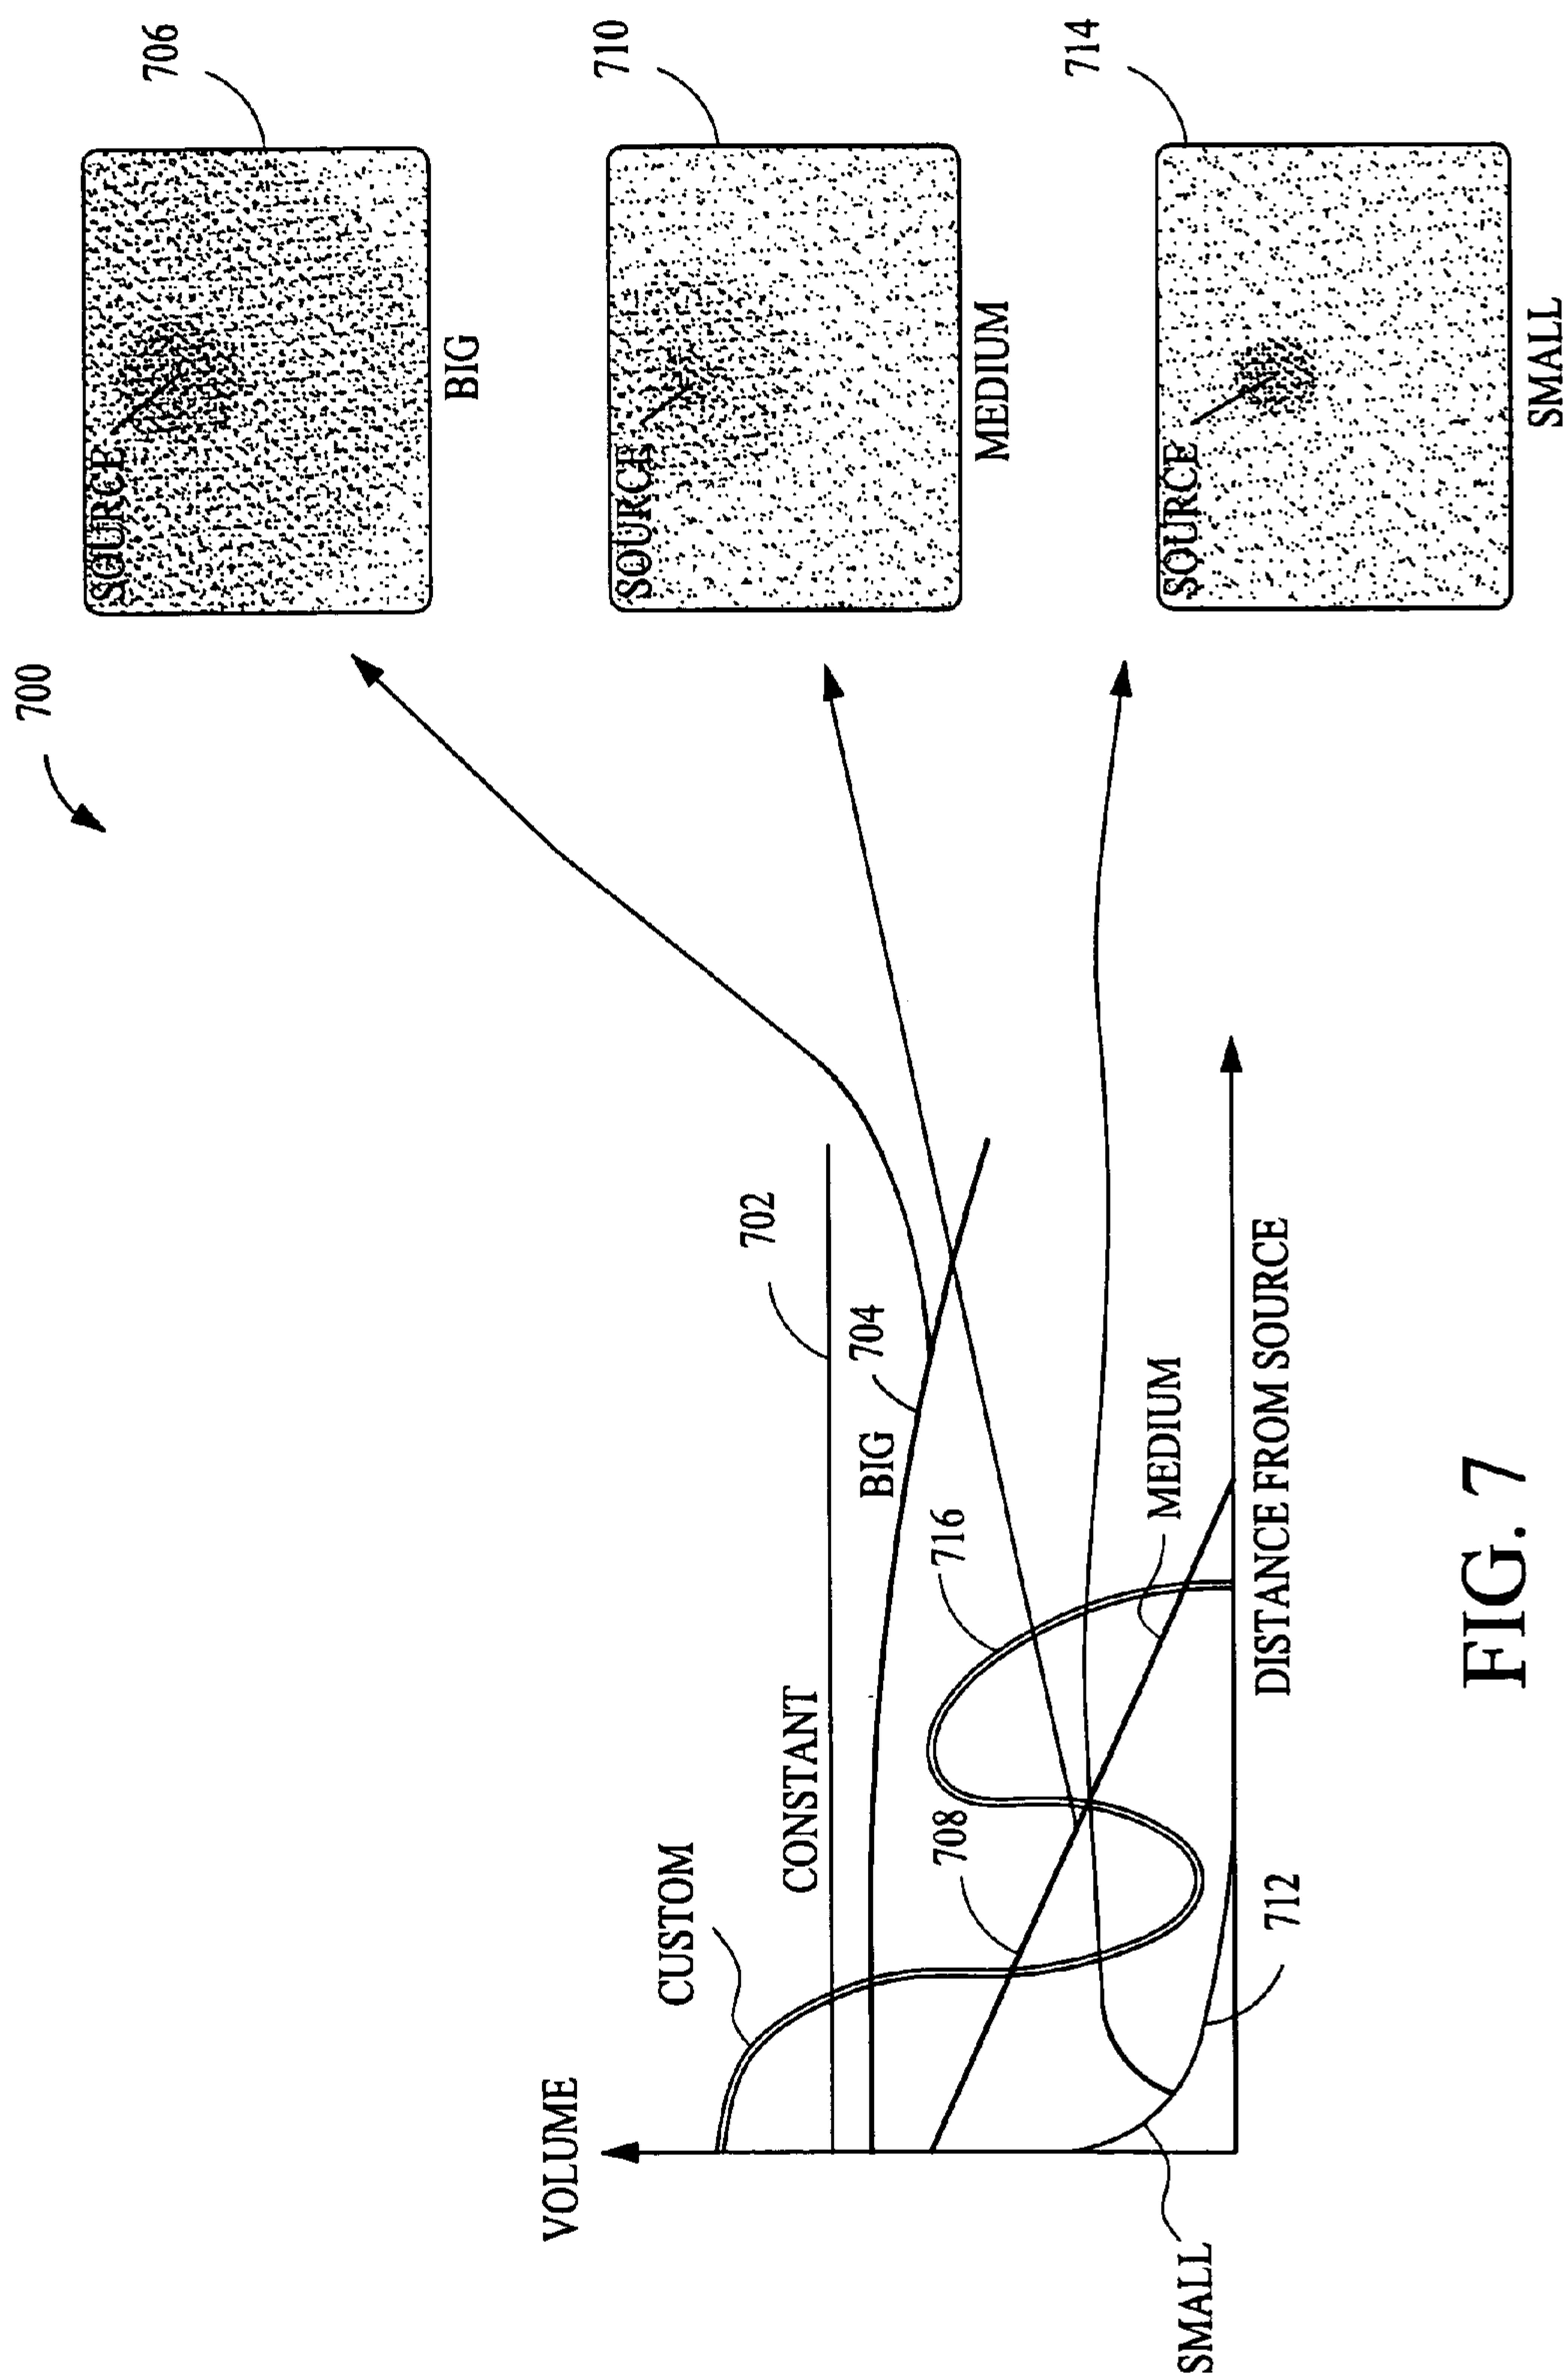 700
706
SOURCE
BIG
710
SOURCE
MEDIUM
714
SOURCE
SMALL
VOLUME
CUSTOM
CONSTANT
702
BIG
704
716
708
MEDIUM
SMALL
712
DISTANCE FROM SOURCE
FIG. 7